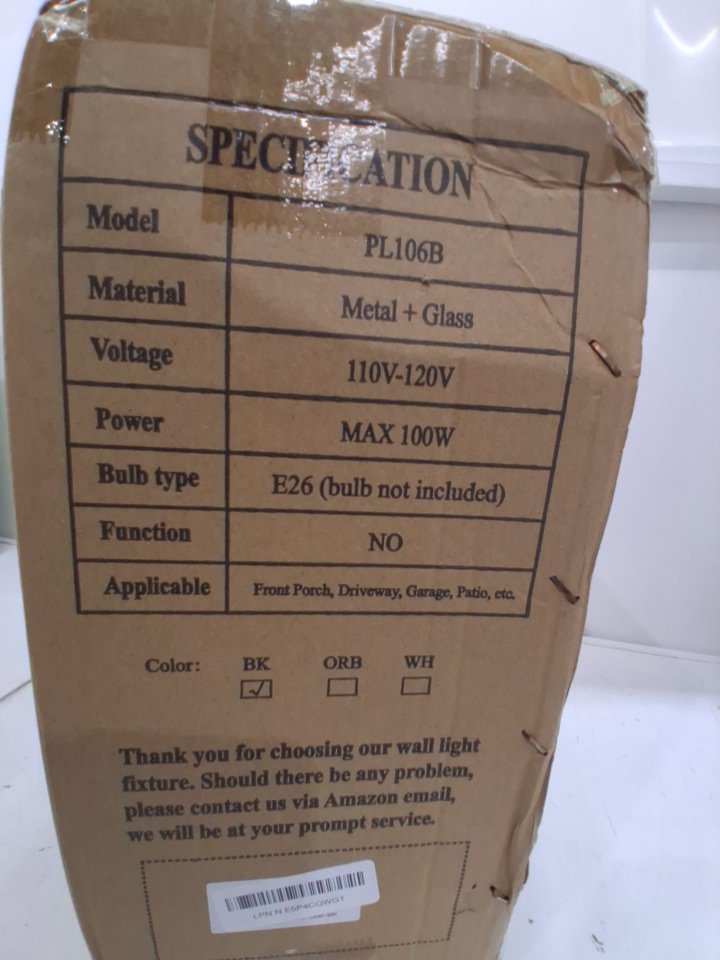 SPECIFICATION
Model PL106B
Material Metal + Glass
Voltage 110V-120V
Power MAX 100W
Bulb type E26 (bulb not included)
Function NO
Applicable Front Porch, Driveway, Garage, Patio, etc.
Color: BK ORB WH
Thank you for choosing our wall light
fixture. Should there be any problem,
please contact us via Amazon email,
we will be at your prompt service.